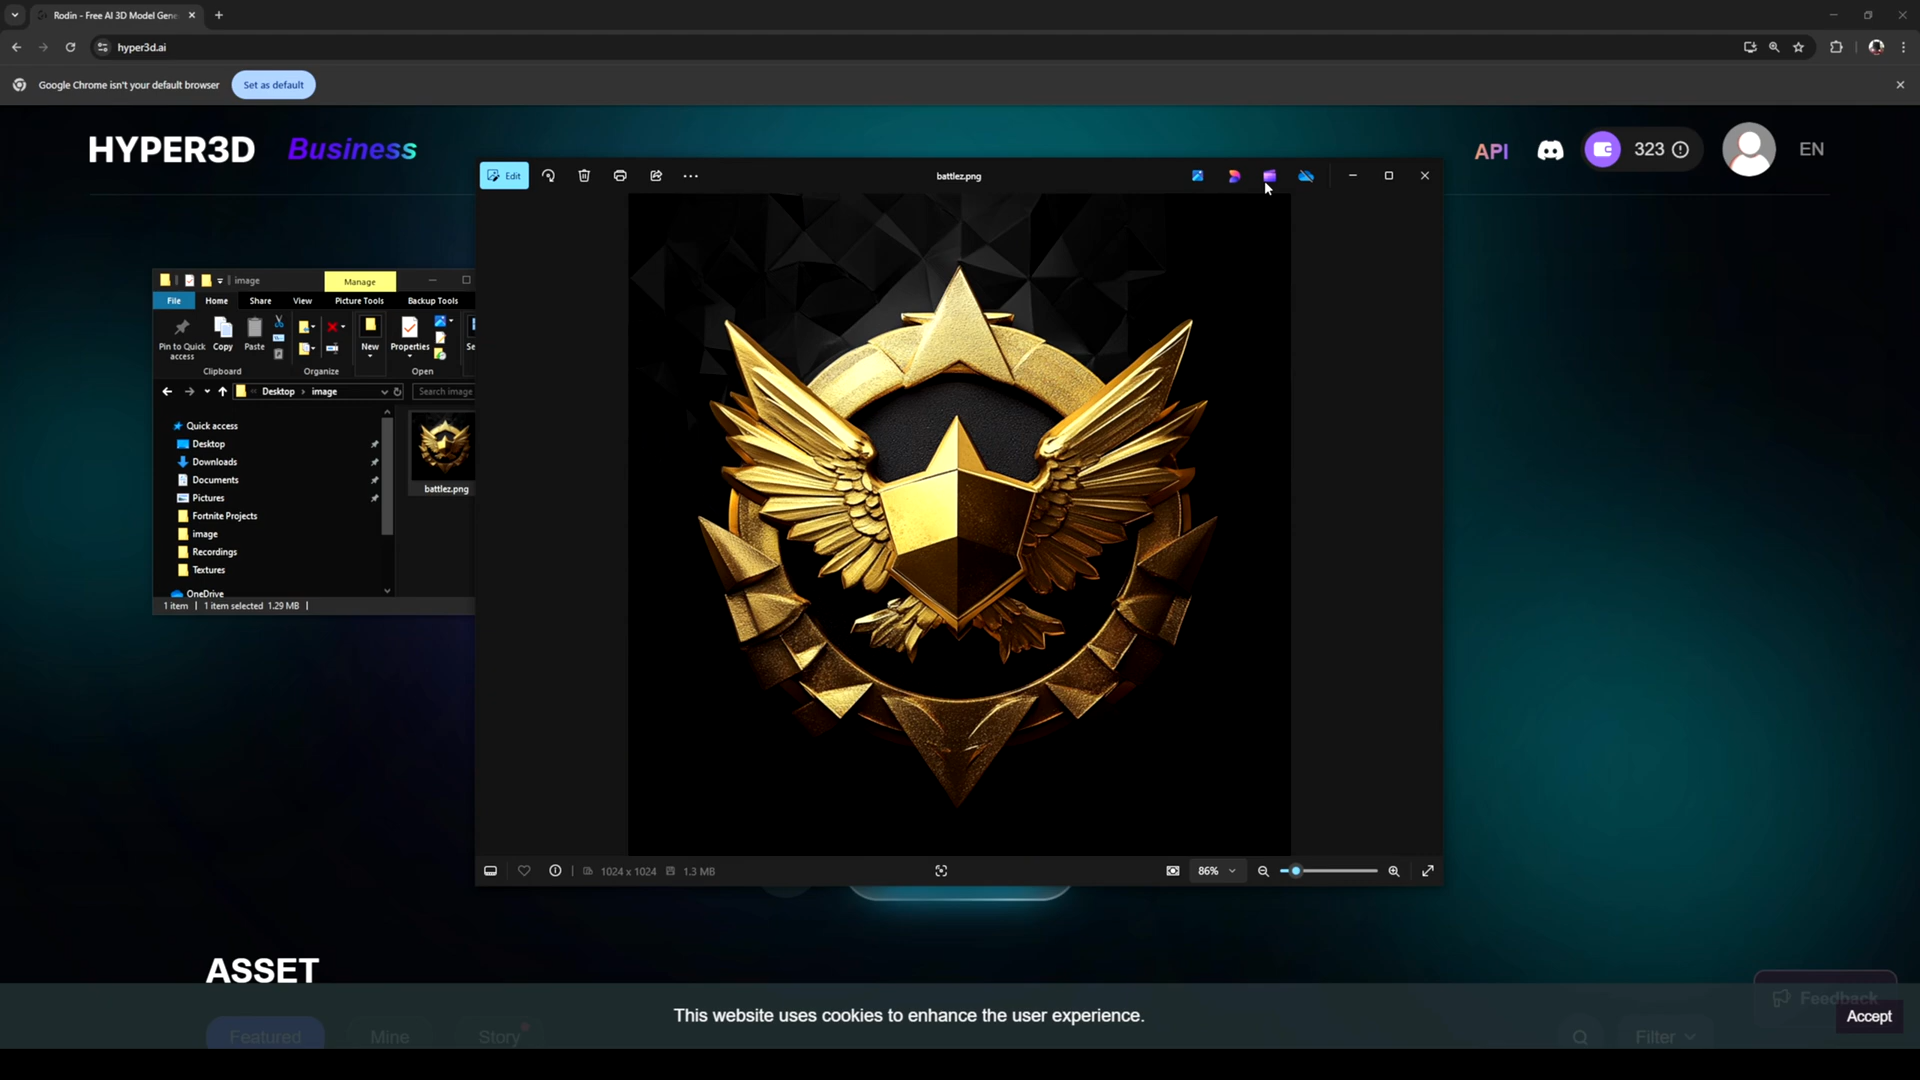 Rodin - Free AI 3D Model Gene
hyper3d.ai
Google Chrome isn't your default browser
Set as default
HYPER3D
Business
API
323
EN
Edit
battlez.png
image
Manage
File
Home
Share
View
Picture Tools
Backup Tools
Pin to Quick access
Copy
Paste
New
Properties
Se
Clipboard
Organize
Open
Desktop
image
Search image
Quick access
Desktop
Downloads
Documents
Pictures
Fortnite Projects
image
Recordings
Textures
OneDrive
battlez.png
1 item
1 item selected 1.29 MB
1024 x 1024
1.3 MB
86%
ASSET
Feedback
This website uses cookies to enhance the user experience.
Accept
Featured
Mine
Story
Filter